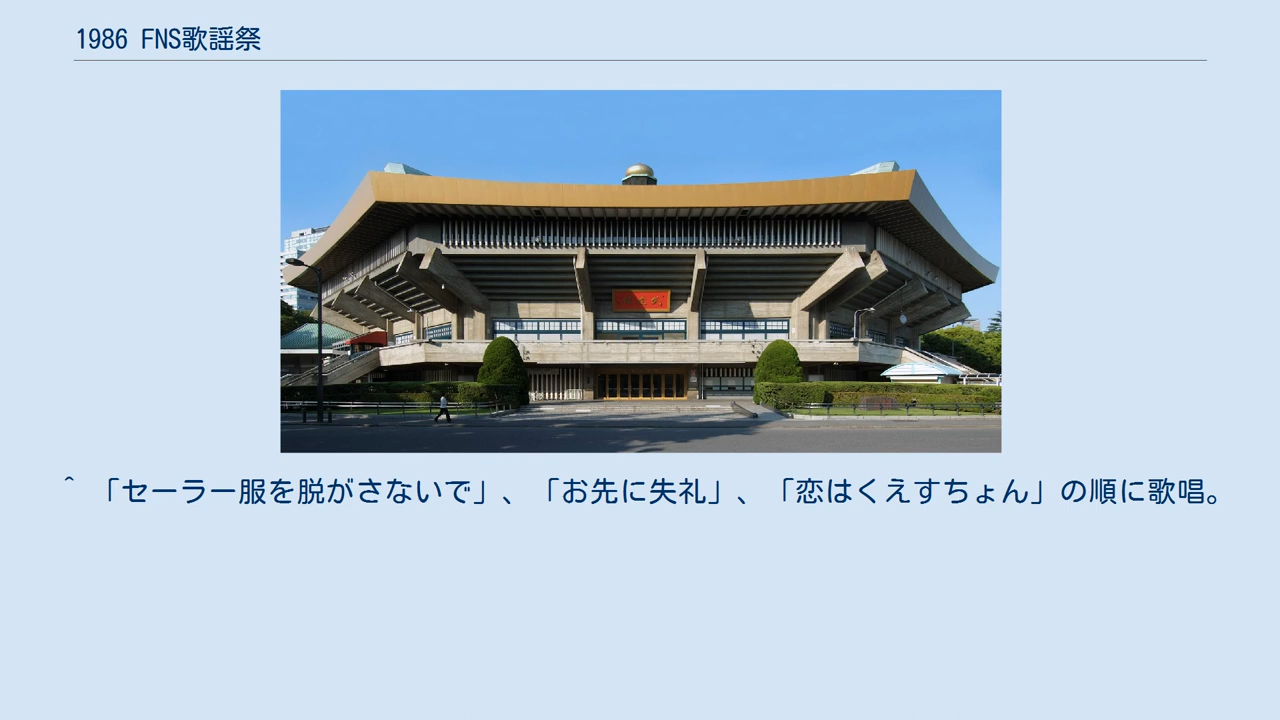 1986 FNS歌謡祭
^ 「セーラー服を脱がさないで」、「お先に失礼」、「恋はくえすちょん」の順に歌唱。